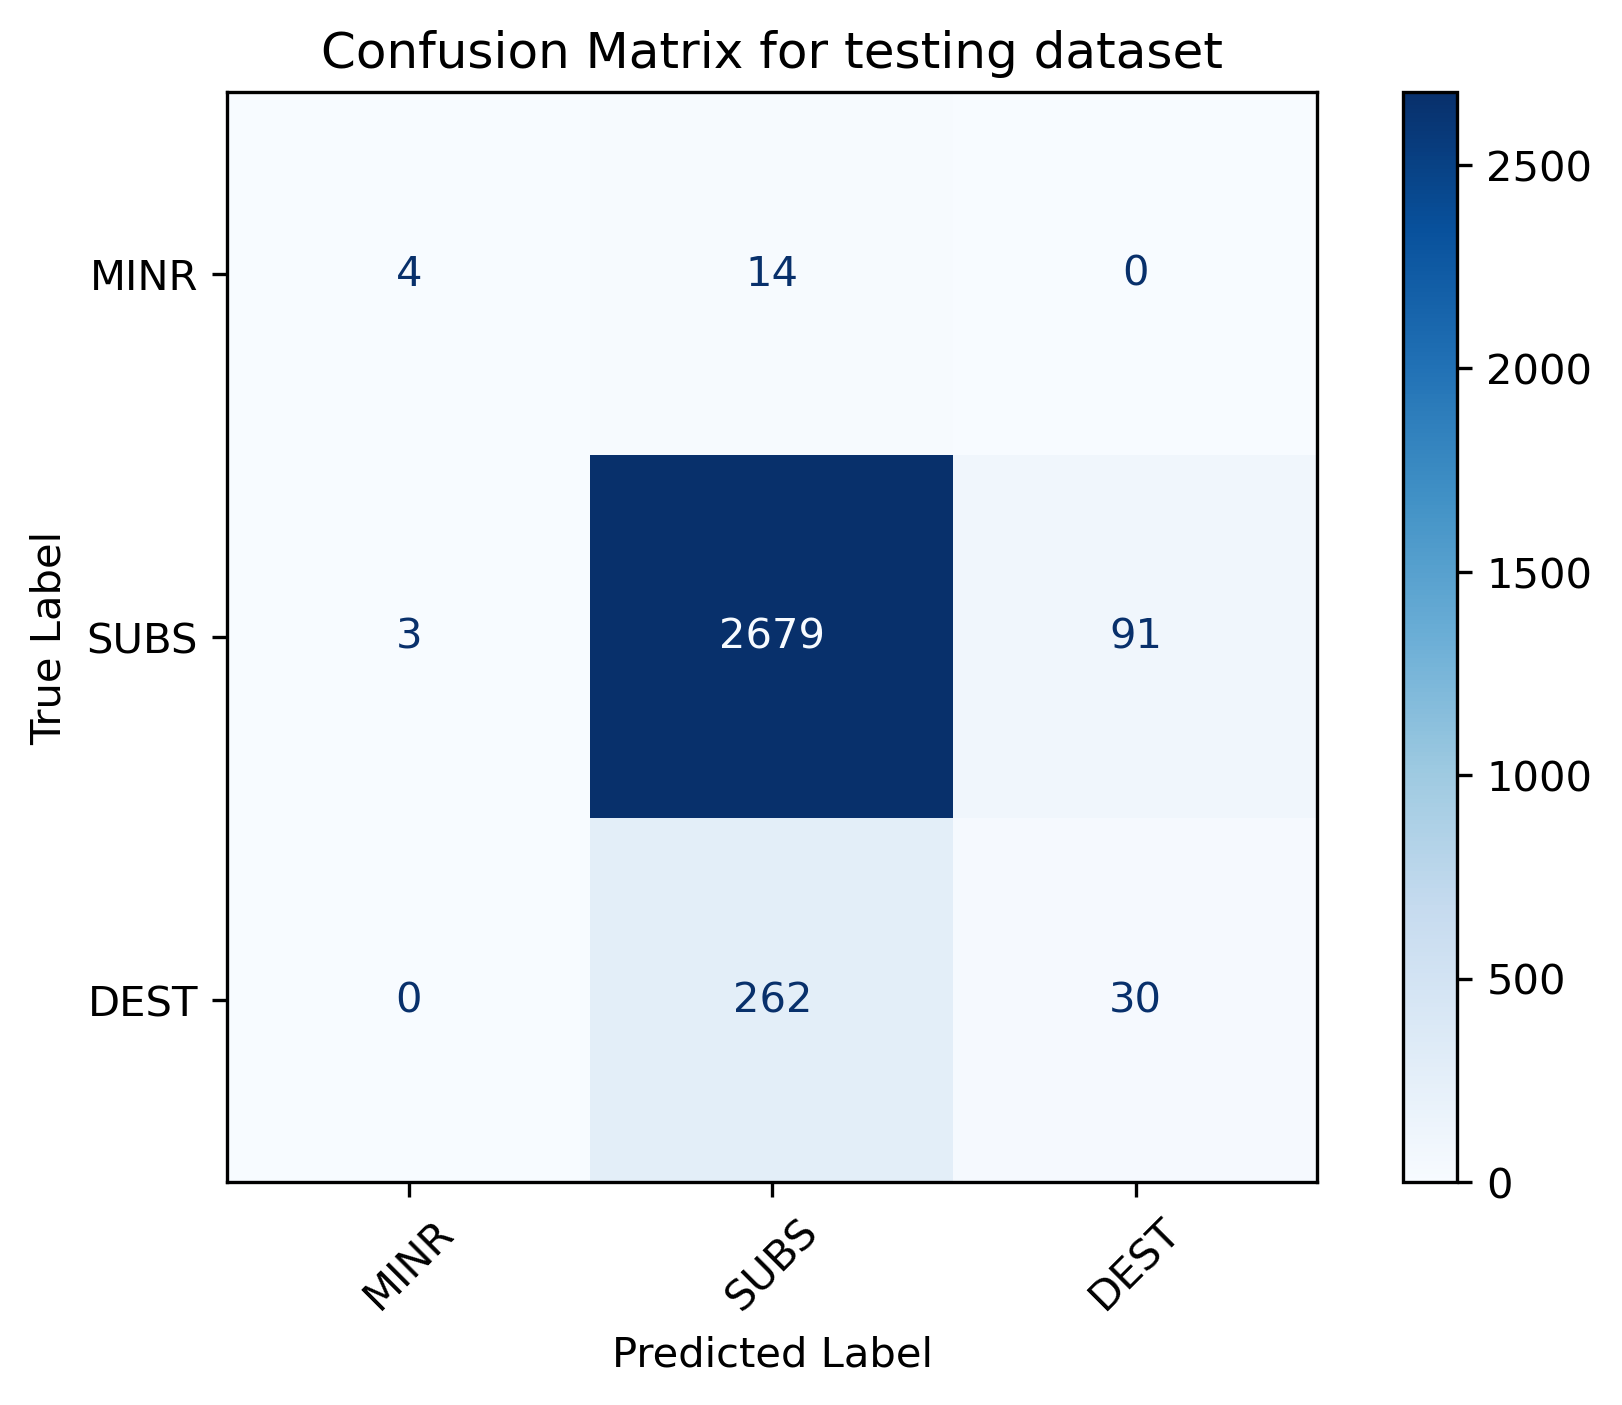 Confusion Matrix for testing dataset
True Label
MINR 4 14 0
SUBS 3 2679 91
DEST 0 262 30
MINR SUBS DEST
Predicted Label
2500
2000
1500
1000
500
0